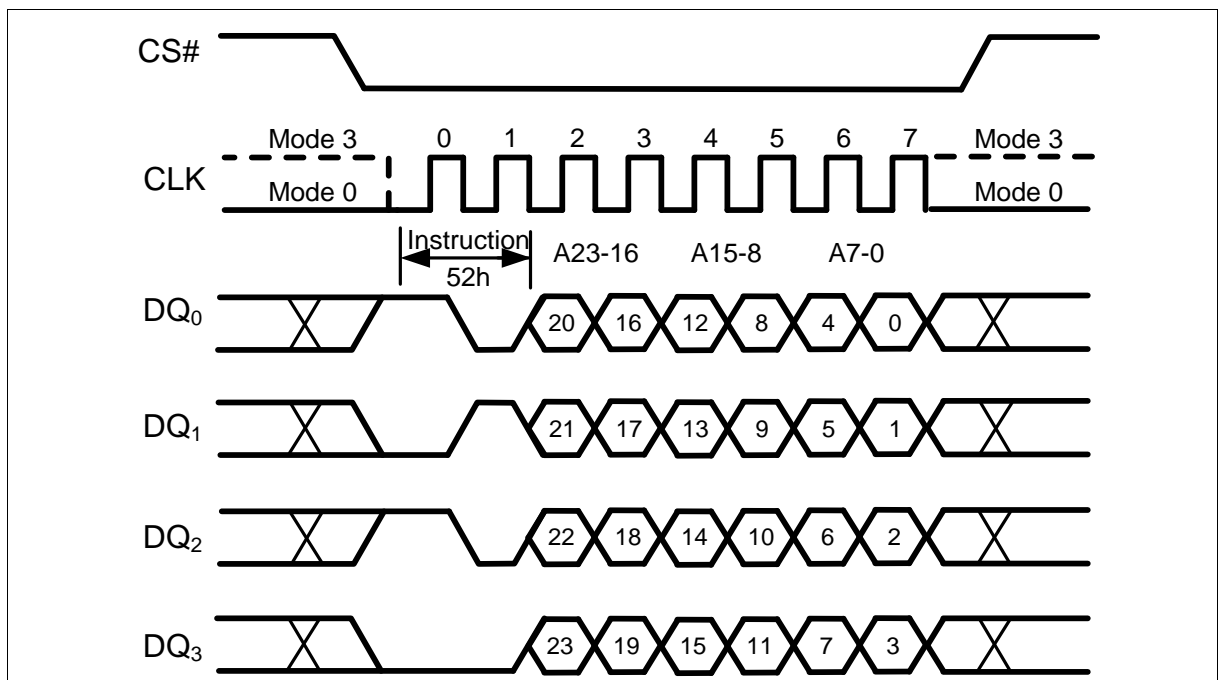 CS#
Mode 3 0 1 2 3 4 5 6 7 Mode 3
CLK
Mode 0 Mode 0
Instruction A23-16 A15-8 A7-0
52h
DQ0 20 16 12 8 4 0
DQ1 21 17 13 9 5 1
DQ2 22 18 14 10 6 2
DQ3 23 19 15 11 7 3